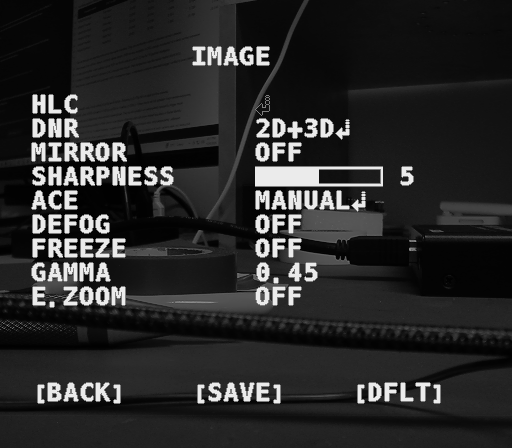 IMAGE
HLC
DNR 2D+3D↲
MIRROR OFF
SHARPNESS 5
ACE MANUAL↲
DEFOG OFF
FREEZE OFF
GAMMA 0.45
E.ZOOM OFF
[BACK] [SAVE] [DFLT]